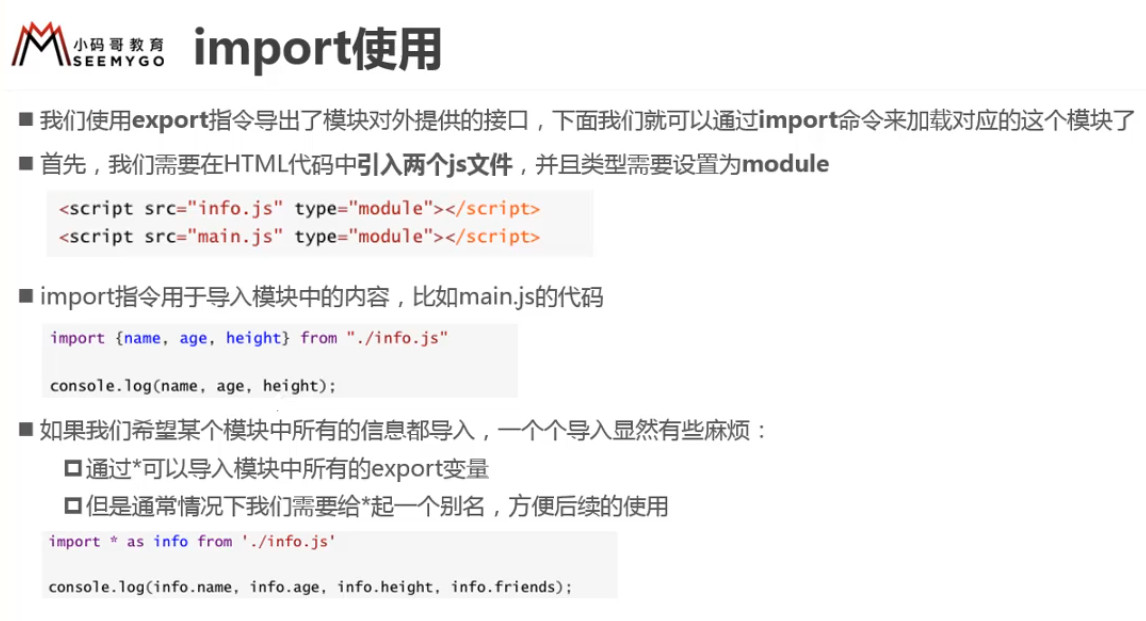 小码哥教育
SEEMYGO
import使用
我们使用export指令导出了模块对外提供的接口，下面我们就可以通过import命令来加载对应的这个模块了
首先，我们需要在HTML代码中引入两个js文件，并且类型需要设置为module
<script src="info.js" type="module"></script>
<script src="main.js" type="module"></script>
import指令用于导入模块中的内容，比如main.js的代码
import {name, age, height} from "./info.js"
console.log(name, age, height);
如果我们希望某个模块中所有的信息都导入，一个个导入显然有些麻烦：
通过*可以导入模块中所有的export变量
但是通常情况下我们需要给*起一个别名，方便后续的使用
import * as info from './info.js'
console.log(info.name, info.age, info.height, info.friends);